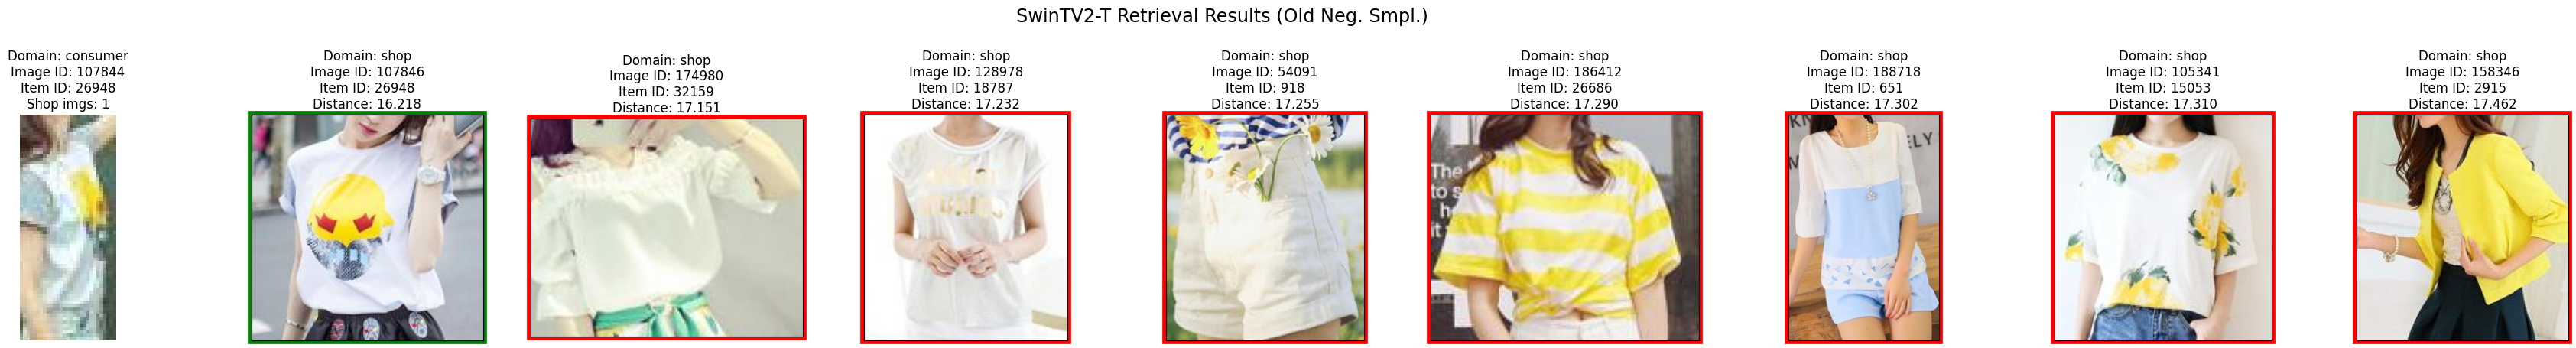 SwinTV2-T Retrieval Results (Old Neg. Smpl.)
Domain: consumer
Image ID: 107844
Item ID: 26948
Shop imgs: 1
Domain: shop
Image ID: 107846
Item ID: 26948
Distance: 16.218
Domain: shop
Image ID: 174980
Item ID: 32159
Distance: 17.151
Domain: shop
Image ID: 128978
Item ID: 18787
Distance: 17.232
Domain: shop
Image ID: 54091
Item ID: 918
Distance: 17.255
Domain: shop
Image ID: 186412
Item ID: 26686
Distance: 17.290
The
to s
h
it
Domain: shop
Image ID: 188718
Item ID: 651
Distance: 17.302
ELY
Domain: shop
Image ID: 105341
Item ID: 15053
Distance: 17.310
Domain: shop
Image ID: 158346
Item ID: 2915
Distance: 17.462